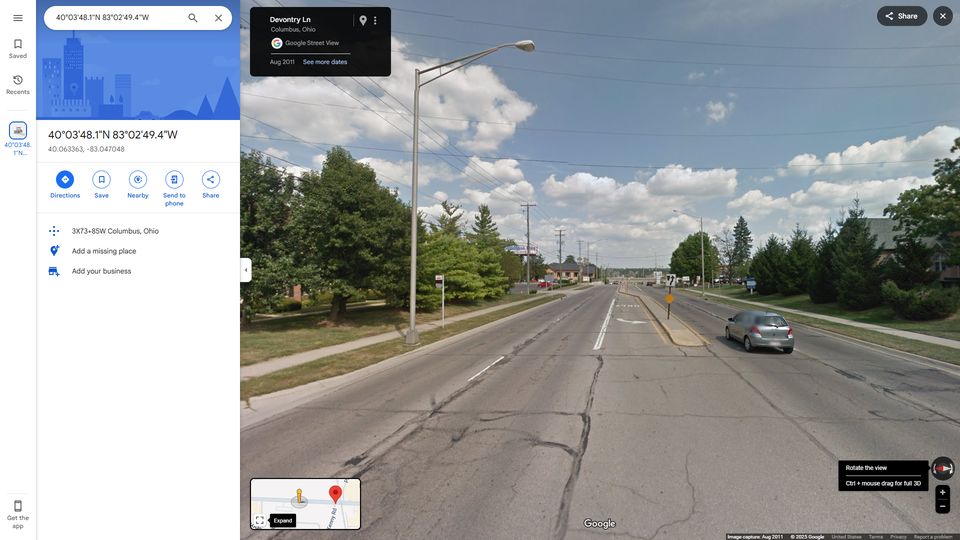 40°03'48.1"N 83°02'49.4"W
Saved
Recents
40°03'48.
1"N...
40°03'48.1"N 83°02'49.4"W
40.063363, -83.047048
Directions
Save
Nearby
Send to
phone
Share
3X73+85W Columbus, Ohio
Add a missing place
Add your business
Get the
app
Devontry Ln
Columbus, Ohio
Google Street View
Aug 2011 See more dates
Share
Rotate the view
Ctrl + mouse drag for full 3D
Expand
Google
Image capture: Aug 2011 © 2025 Google United States Terms Privacy Report a problem